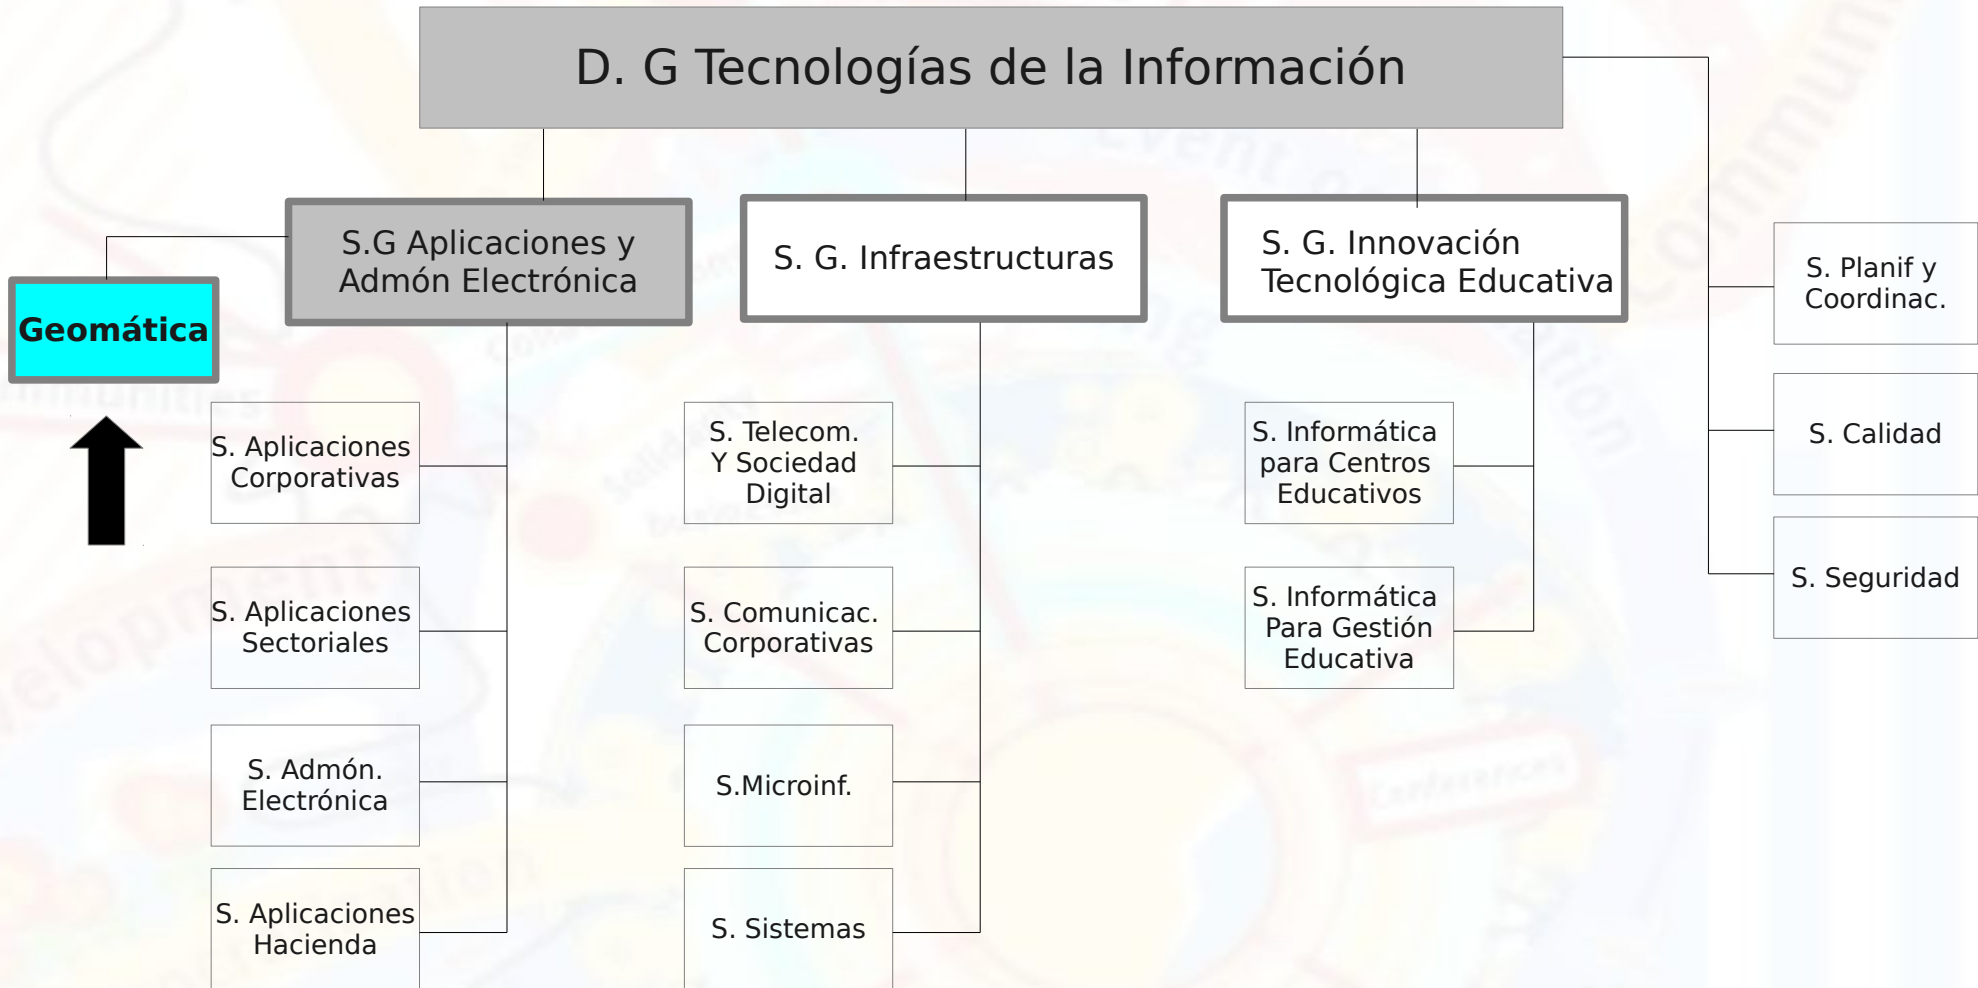 D. G Tecnologías de la Información
S.G Aplicaciones y
Admón Electrónica
S. G. Infraestructuras
S. G. Innovación
Tecnológica Educativa
Geomática
S. Planif y
Coordinac.
S. Calidad
S. Seguridad
S. Aplicaciones
Corporativas
S. Aplicaciones
Sectoriales
S. Admón.
Electrónica
S. Aplicaciones
Hacienda
S. Telecom.
Y Sociedad
Digital
S. Comunicac.
Corporativas
S.Microinf.
S. Sistemas
S. Informática
para Centros
Educativos
S. Informática
Para Gestión
Educativa
Conferences
Solidarity